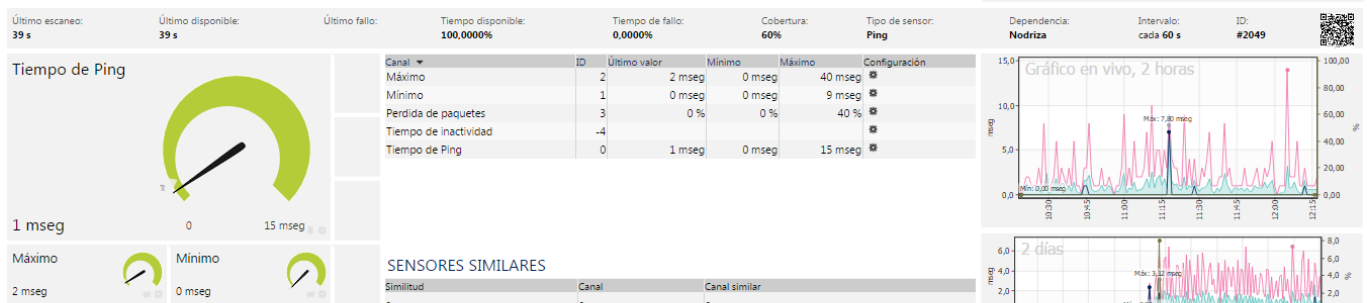 Último escaneo: Último disponible: Último fallo: Tiempo disponible: Tiempo de fallo: Cobertura: Tipo de sensor: Dependencia: Intervalo: ID:
39 s 39 s 100,0000% 0,0000% 60% Ping Nodriza cada 60 s #2049
Tiempo de Ping
1 mseg
0 15 mseg
Máximo
2 mseg
Mínimo
0 mseg
Canal ID Último valor Mínimo Máximo Configuración
Máximo 2 2 mseg 0 mseg 40 mseg
Mínimo 1 0 mseg 0 mseg 9 mseg
Perdida de paquetes 3 0 % 0 % 40 %
Tiempo de inactividad -4
Tiempo de Ping 0 1 mseg 0 mseg 15 mseg
SENSORES SIMILARES
Similitud Canal Canal similar
Gráfico en vivo, 2 horas
15,0 100,00
80,00
10,0
60,00
mseg %
Máx: 7,80 mseg
40,00
5,0
20,00
Mín: 0,00 mseg
0,0 0,00
10:30 10:45 11:00 11:15 11:30 11:45 12:00 12:15
2 días
6,0 8,0
mseg %
Máx: 3,12 mseg
4,0 4,0
2,0 2,0